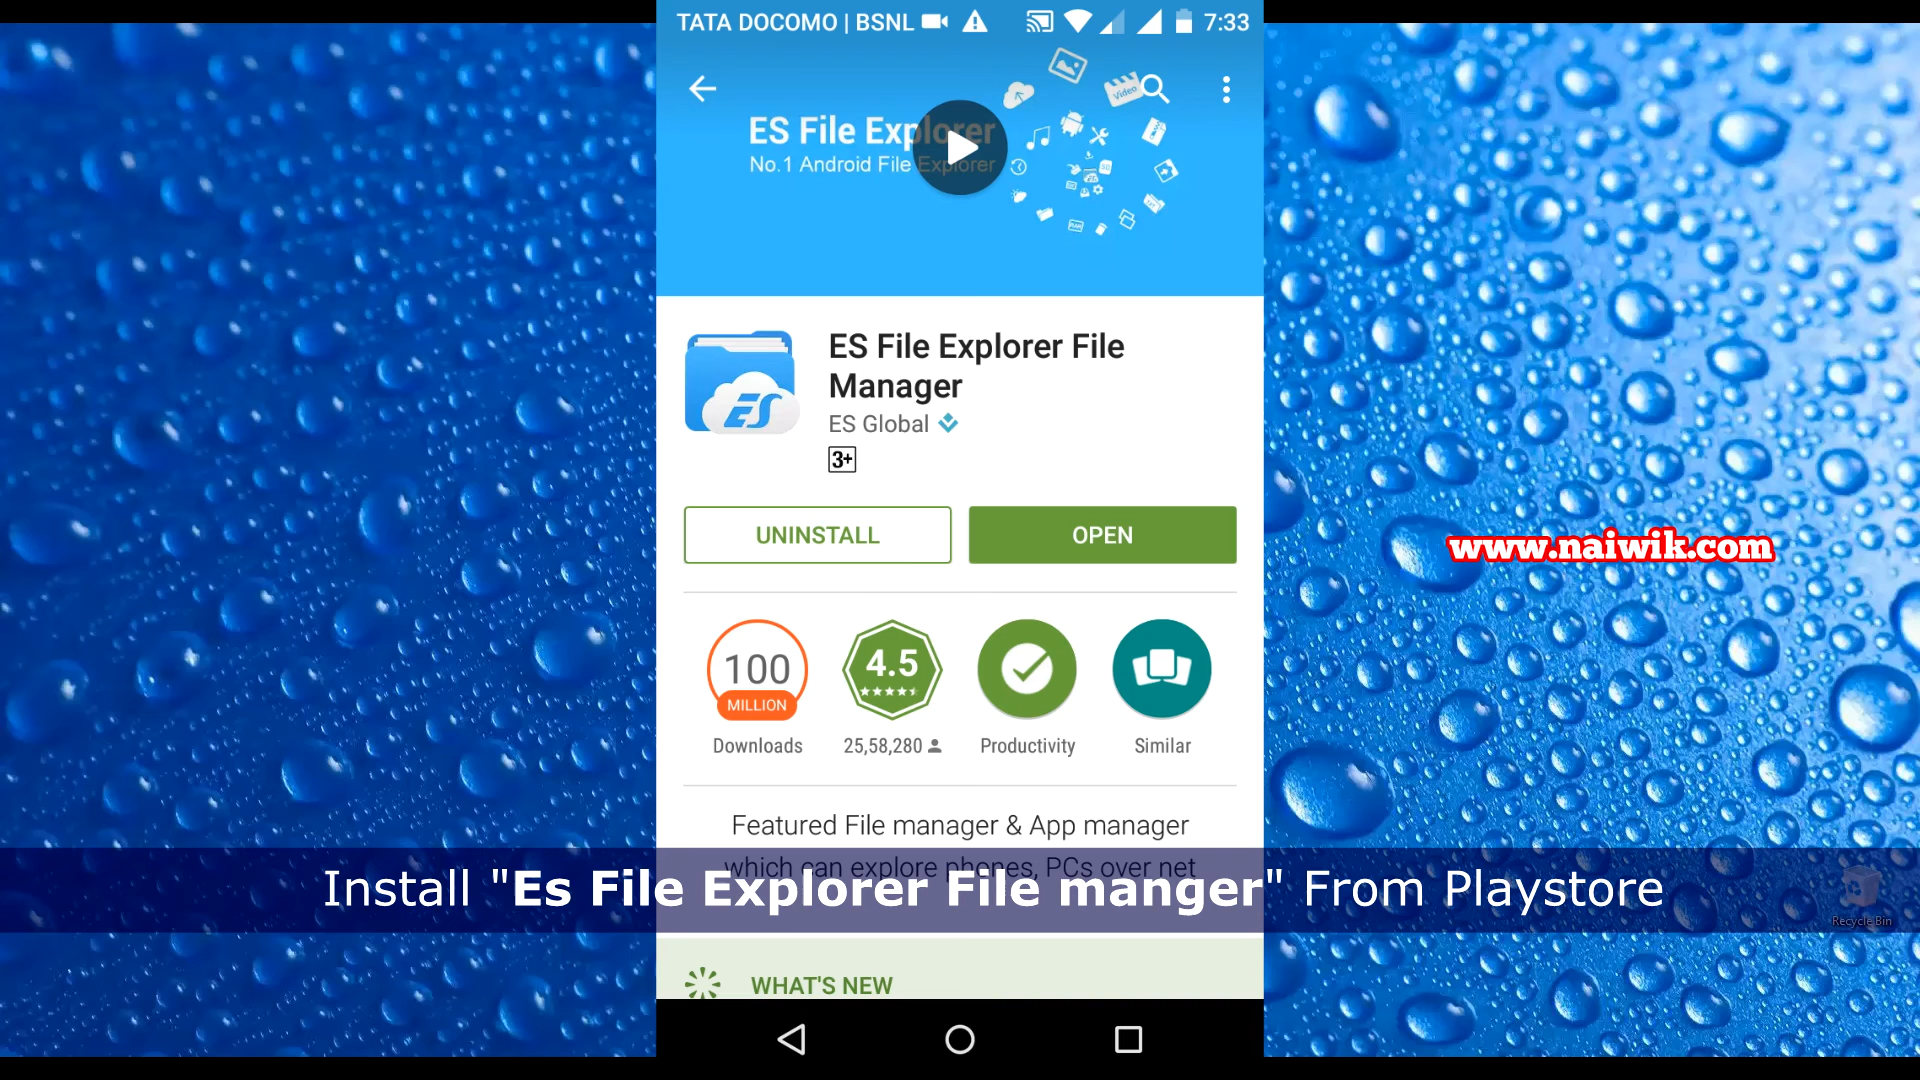 TATA DOCOMO | BSNL 7:33
Video
ES File Explorer
No.1 Android File Explorer
ES File Explorer File
Manager
ES Global
3+
UNINSTALL
OPEN
www.naiwik.com
100
MILLION
4.5
Downloads
25,58,280
Productivity
Similar
Featured File manager & App manager
which can explore phones, PCs over net
Install "Es File Explorer File manger" From Playstore
Recycle Bin
WHAT'S NEW